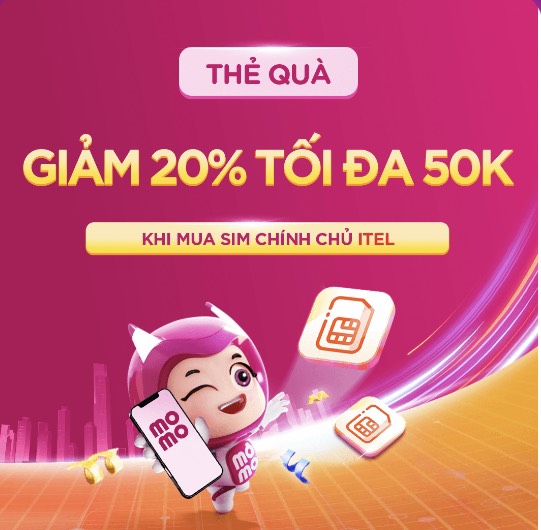 THẺ QUÀ
GIẢM 20% TỐI ĐA 50K
KHI MUA SIM CHÍNH CHỦ ITEL
mo
mo
mo
mo